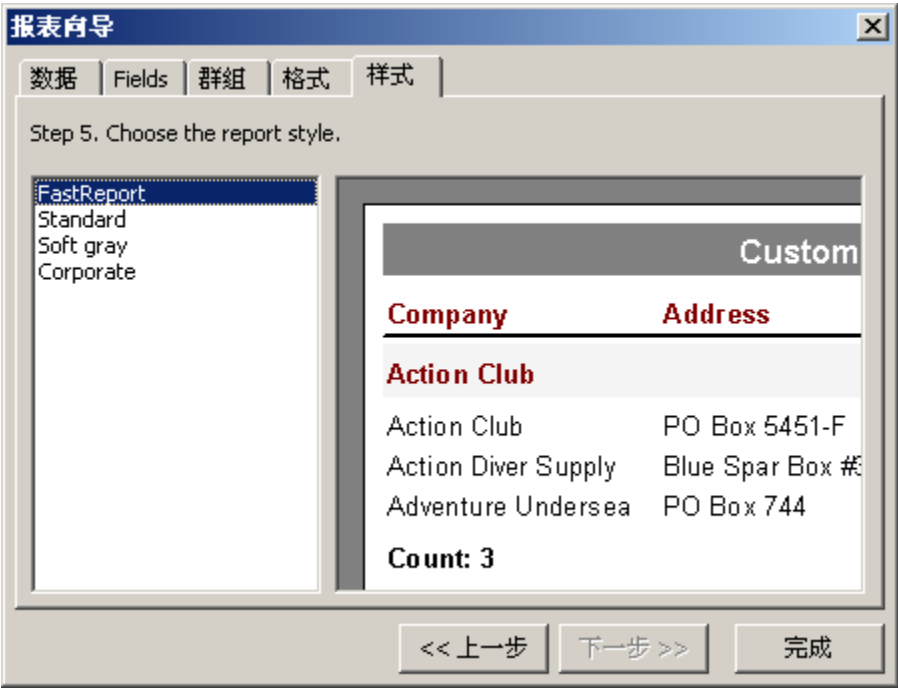 报表向导
数据 Fields 群组 格式 样式
Step 5. Choose the report style.
FastReport
Standard
Soft gray
Corporate
Custom
Company Address
Action Club
Action Club PO Box 5451-F
Action Diver Supply Blue Spar Box #3
Adventure Undersea PO Box 744
Count: 3
<< 上一步 下一步 >> 完成